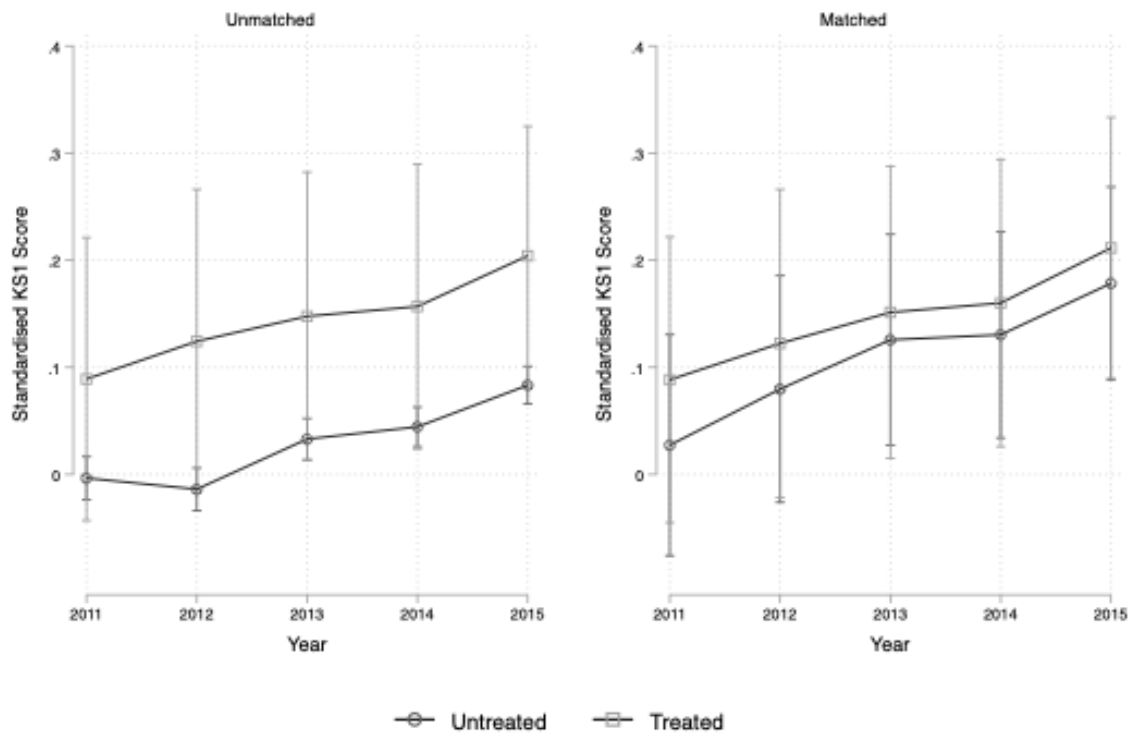 Unmatched
Standardised KS1 Score
.4
.3
.2
.1
0
2011 2012 2013 2014 2015
Year
Matched
Standardised KS1 Score
.4
.3
.2
.1
0
2011 2012 2013 2014 2015
Year
Untreated Treated